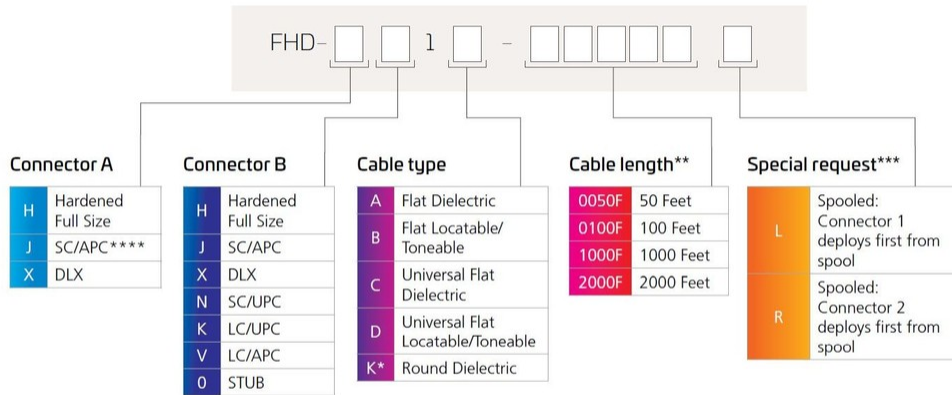 FHD- 1 -
Connector A
H Hardened
Full Size
J SC/APC****
X DLX
Connector B
H Hardened
Full Size
J SC/APC
X DLX
N SC/UPC
K LC/UPC
V LC/APC
0 STUB
Cable type
A Flat Dielectric
B Flat Locatable/
Toneable
C Universal Flat
Dielectric
D Universal Flat
Locatable/Toneable
K* Round Dielectric
Cable length**
0050F 50 Feet
0100F 100 Feet
1000F 1000 Feet
2000F 2000 Feet
Special request***
L Spooled:
Connector 1
deploys first from
spool
R Spooled:
Connector 2
deploys first from
spool